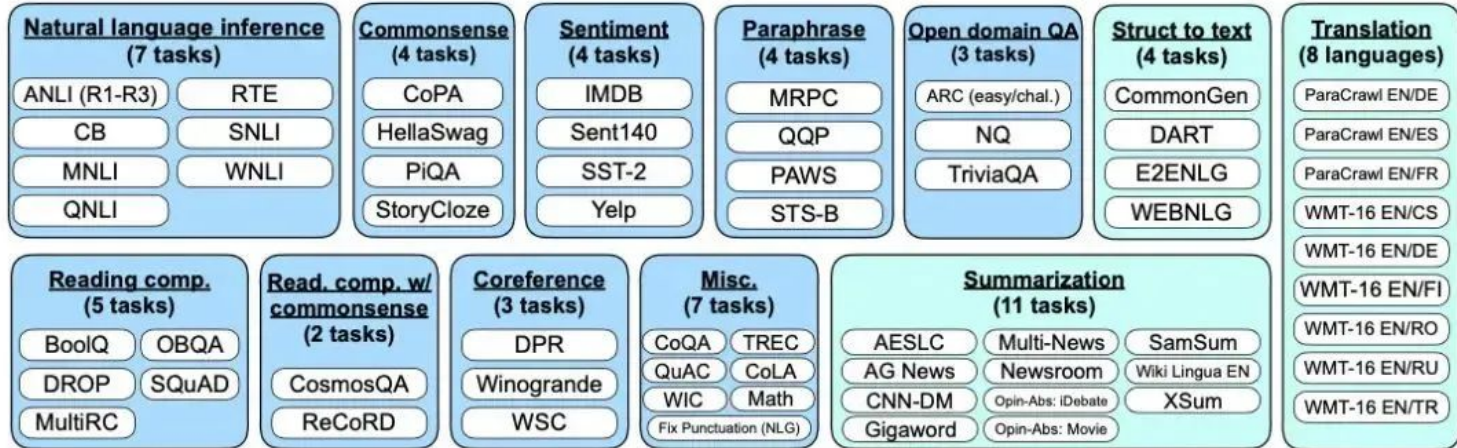 Natural language inference
(7 tasks)
ANLI (R1-R3)
RTE
CB
SNLI
MNLI
WNLI
QNLI
Commonsense
(4 tasks)
CoPA
HellaSwag
PiQA
StoryCloze
Sentiment
(4 tasks)
IMDB
Sent140
SST-2
Yelp
Paraphrase
(4 tasks)
MRPC
QQP
PAWS
STS-B
Open domain QA
(3 tasks)
ARC (easy/chal.)
NQ
TriviaQA
Struct to text
(4 tasks)
CommonGen
DART
E2ENLG
WEBNLG
Translation
(8 languages)
ParaCrawl EN/DE
ParaCrawl EN/ES
ParaCrawl EN/FR
WMT-16 EN/CS
WMT-16 EN/DE
WMT-16 EN/FI
WMT-16 EN/RO
WMT-16 EN/RU
WMT-16 EN/TR
Reading comp.
(5 tasks)
BoolQ
OBQA
DROP
SQuAD
MultiRC
Read. comp. w/
commonsense
(2 tasks)
CosmosQA
ReCoRD
Coreference
(3 tasks)
DPR
Winogrande
WSC
Misc.
(7 tasks)
CoQA
TREC
QuAC
CoLA
WIC
Math
Fix Punctuation (NLG)
Summarization
(11 tasks)
AESLC
Multi-News
SamSum
AG News
Newsroom
Wiki Lingua EN
CNN-DM
Opin-Abs: iDebate
XSum
Gigaword
Opin-Abs: Movie